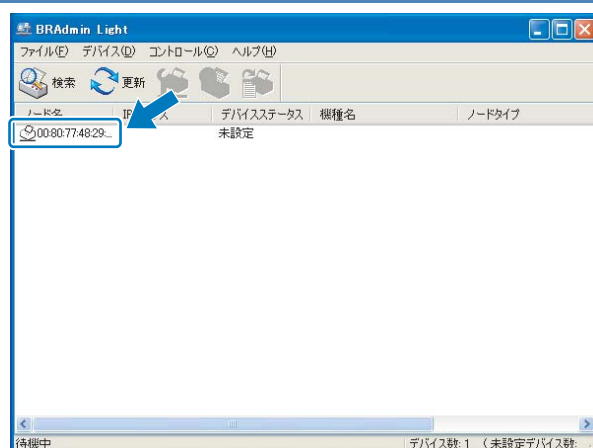 BRAdmin Light
ファイル(F) デバイス(D) コントロール(C) ヘルプ(H)
検索 更新
ノード名 デバイスステータス 機種名 ノードタイプ
00:80:77:48:29:... 未設定
待機中 デバイス数: 1 (未設定デバイス数: